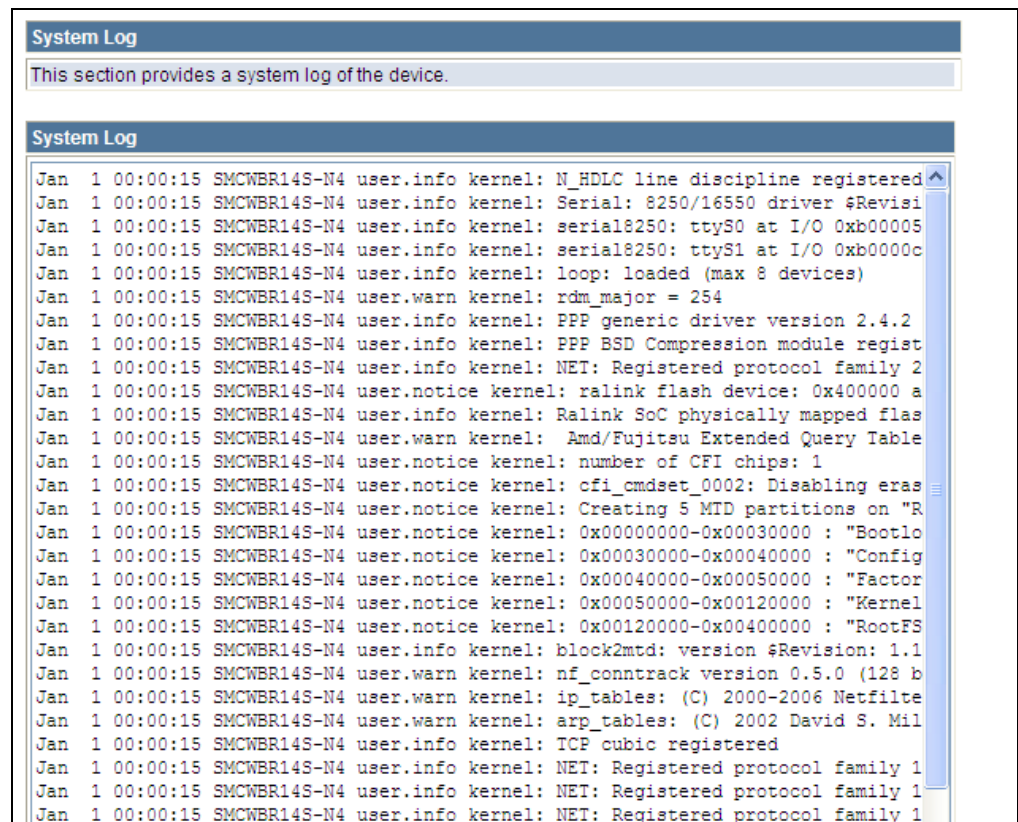 System Log
This section provides a system log of the device.
System Log
Jan  1 00:00:15 SMCWBR14S-N4 user.info kernel: N_HDLC line discipline registered
Jan  1 00:00:15 SMCWBR14S-N4 user.info kernel: Serial: 8250/16550 driver $Revisi
Jan  1 00:00:15 SMCWBR14S-N4 user.info kernel: serial8250: ttyS0 at I/O 0xb00005
Jan  1 00:00:15 SMCWBR14S-N4 user.info kernel: serial8250: ttyS1 at I/O 0xb0000c
Jan  1 00:00:15 SMCWBR14S-N4 user.info kernel: loop: loaded (max 8 devices)
Jan  1 00:00:15 SMCWBR14S-N4 user.warn kernel: rdm_major = 254
Jan  1 00:00:15 SMCWBR14S-N4 user.info kernel: PPP generic driver version 2.4.2
Jan  1 00:00:15 SMCWBR14S-N4 user.info kernel: PPP BSD Compression module regist
Jan  1 00:00:15 SMCWBR14S-N4 user.info kernel: NET: Registered protocol family 2
Jan  1 00:00:15 SMCWBR14S-N4 user.notice kernel: ralink flash device: 0x400000 a
Jan  1 00:00:15 SMCWBR14S-N4 user.info kernel: Ralink SoC physically mapped flas
Jan  1 00:00:15 SMCWBR14S-N4 user.warn kernel:  Amd/Fujitsu Extended Query Table
Jan  1 00:00:15 SMCWBR14S-N4 user.notice kernel: number of CFI chips: 1
Jan  1 00:00:15 SMCWBR14S-N4 user.notice kernel: cfi_cmdset_0002: Disabling eras
Jan  1 00:00:15 SMCWBR14S-N4 user.notice kernel: Creating 5 MTD partitions on "R
Jan  1 00:00:15 SMCWBR14S-N4 user.notice kernel: 0x00000000-0x00030000 : "Bootlo
Jan  1 00:00:15 SMCWBR14S-N4 user.notice kernel: 0x00030000-0x00040000 : "Config
Jan  1 00:00:15 SMCWBR14S-N4 user.notice kernel: 0x00040000-0x00050000 : "Factor
Jan  1 00:00:15 SMCWBR14S-N4 user.notice kernel: 0x00050000-0x00120000 : "Kernel
Jan  1 00:00:15 SMCWBR14S-N4 user.notice kernel: 0x00120000-0x00400000 : "RootFS
Jan  1 00:00:15 SMCWBR14S-N4 user.info kernel: block2mtd: version $Revision: 1.1
Jan  1 00:00:15 SMCWBR14S-N4 user.warn kernel: nf_conntrack version 0.5.0 (128 b
Jan  1 00:00:15 SMCWBR14S-N4 user.warn kernel: ip_tables: (C) 2000-2006 Netfilte
Jan  1 00:00:15 SMCWBR14S-N4 user.warn kernel: arp_tables: (C) 2002 David S. Mil
Jan  1 00:00:15 SMCWBR14S-N4 user.info kernel: TCP cubic registered
Jan  1 00:00:15 SMCWBR14S-N4 user.info kernel: NET: Registered protocol family 1
Jan  1 00:00:15 SMCWBR14S-N4 user.info kernel: NET: Registered protocol family 1
Jan  1 00:00:15 SMCWBR14S-N4 user.info kernel: NET: Registered protocol family 1